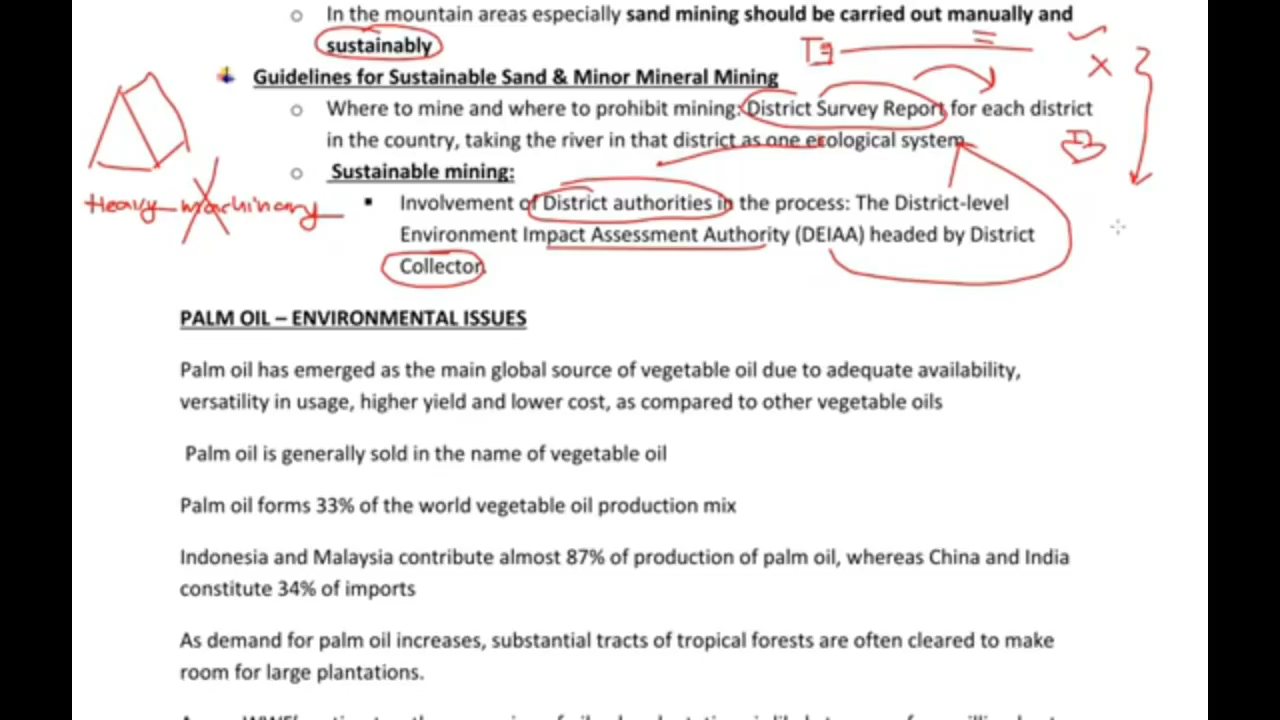 In the mountain areas especially sand mining should be carried out manually and
sustainably
Guidelines for Sustainable Sand & Minor Mineral Mining
Where to mine and where to prohibit mining: District Survey Report for each district
in the country, taking the river in that district as one ecological system
Sustainable mining:
Heavy machinery
Involvement of District authorities in the process: The District-level
Environment Impact Assessment Authority (DEIAA) headed by District
Collector
PALM OIL – ENVIRONMENTAL ISSUES
Palm oil has emerged as the main global source of vegetable oil due to adequate availability,
versatility in usage, higher yield and lower cost, as compared to other vegetable oils
Palm oil is generally sold in the name of vegetable oil
Palm oil forms 33% of the world vegetable oil production mix
Indonesia and Malaysia contribute almost 87% of production of palm oil, whereas China and India
constitute 34% of imports
As demand for palm oil increases, substantial tracts of tropical forests are often cleared to make
room for large plantations.